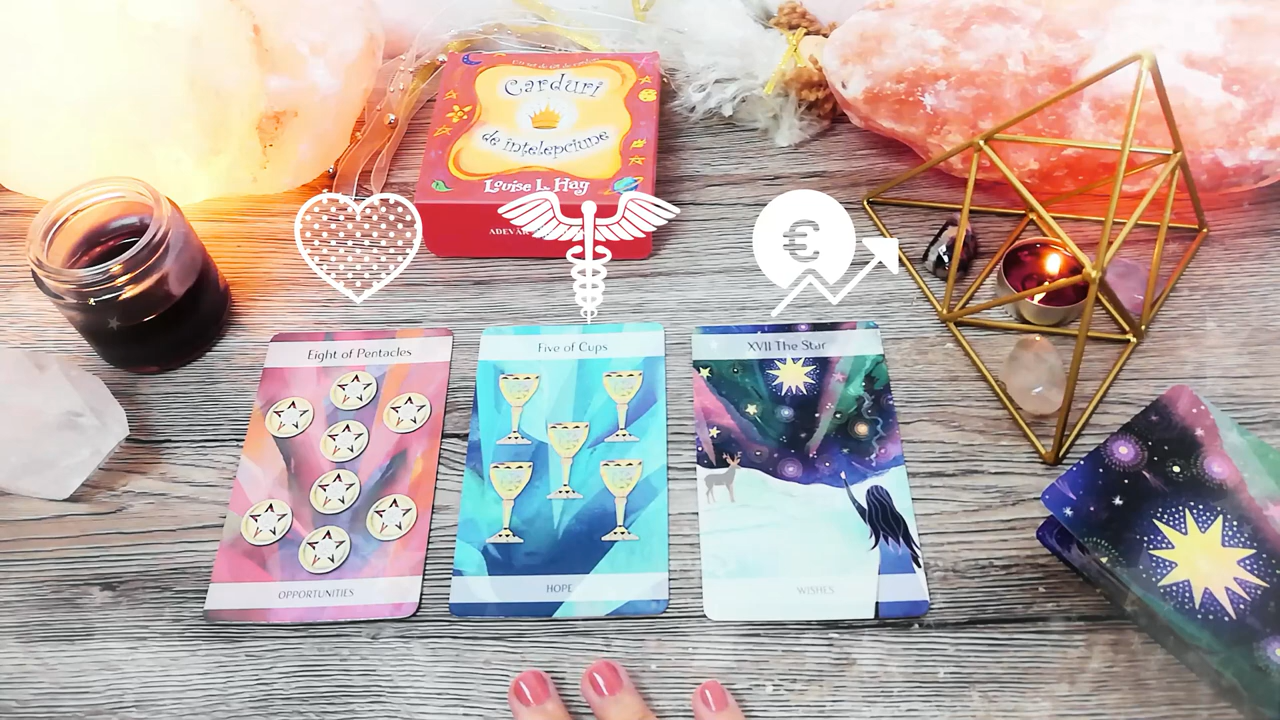 Carduri
de înțelepciune
Louise L. Hay
Eight of Pentacles
OPPORTUNITIES
Five of Cups
HOPE
XVII The Star
WISHES